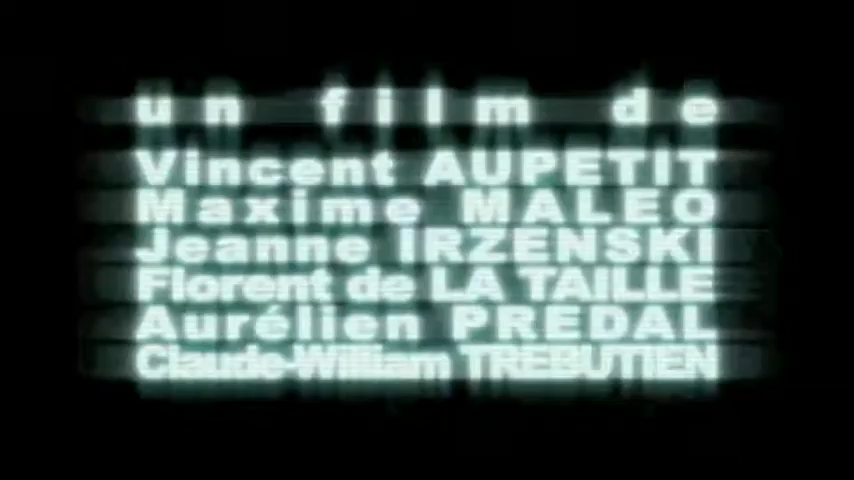 un film de
Vincent AUPETIT
Maxime MALEO
Jeanne IRZENSKI
Florent de LA TAILLE
Aurélien PREDAL
Claude-William TREBUTIEN